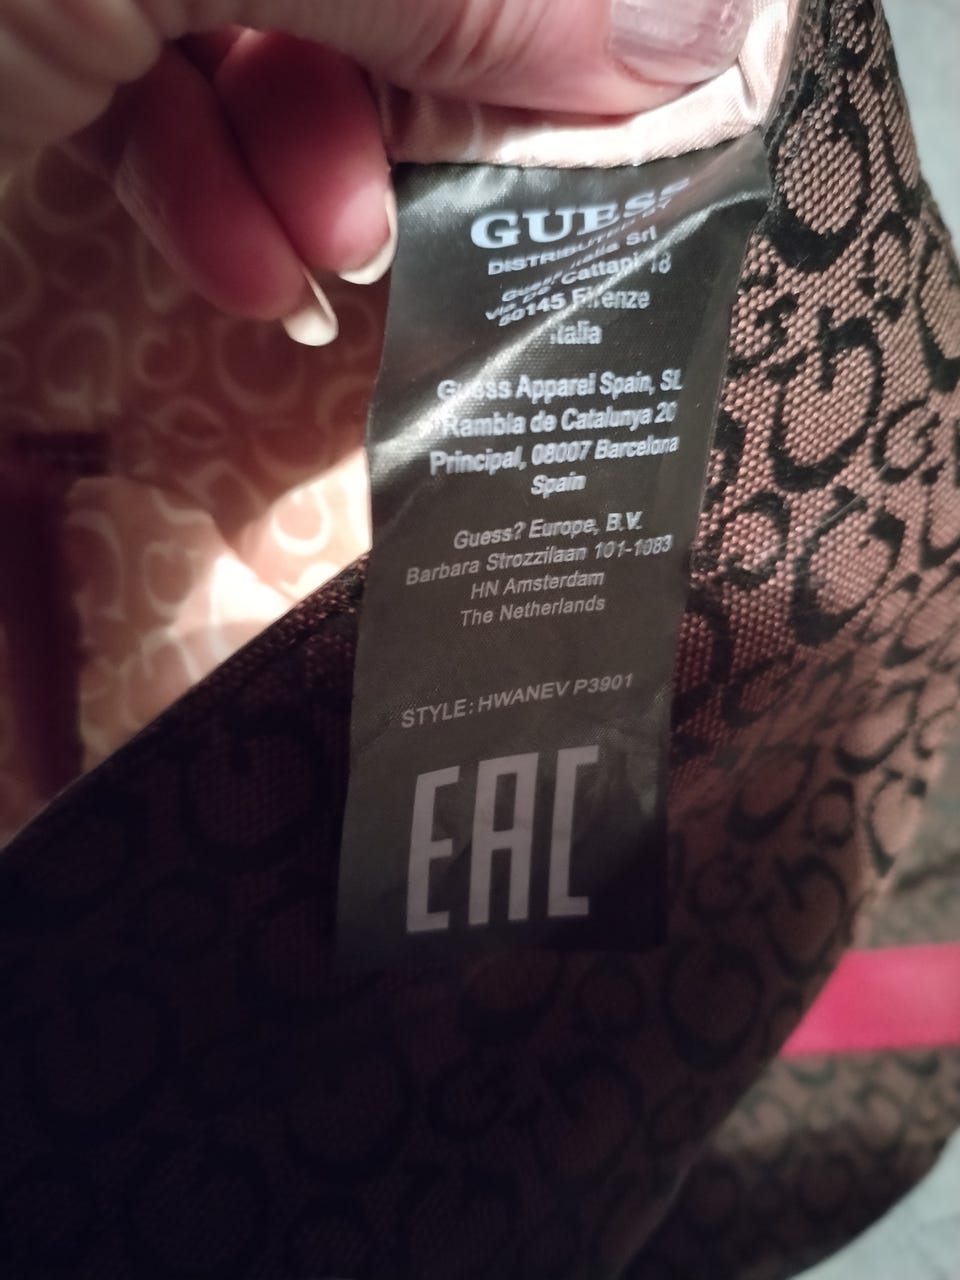 GUESS
DISTRIBUTED BY
Guess? Italia Srl
Via De' Cattani 18
50145 Firenze
Italia
Guess Apparel Spain, SL
Rambla de Catalunya 20
Principal, 08007 Barcelona
Spain
Guess? Europe, B.V.
Barbara Strozzilaan 101-1083
HN Amsterdam
The Netherlands
STYLE: HWANEV P3901
EAC